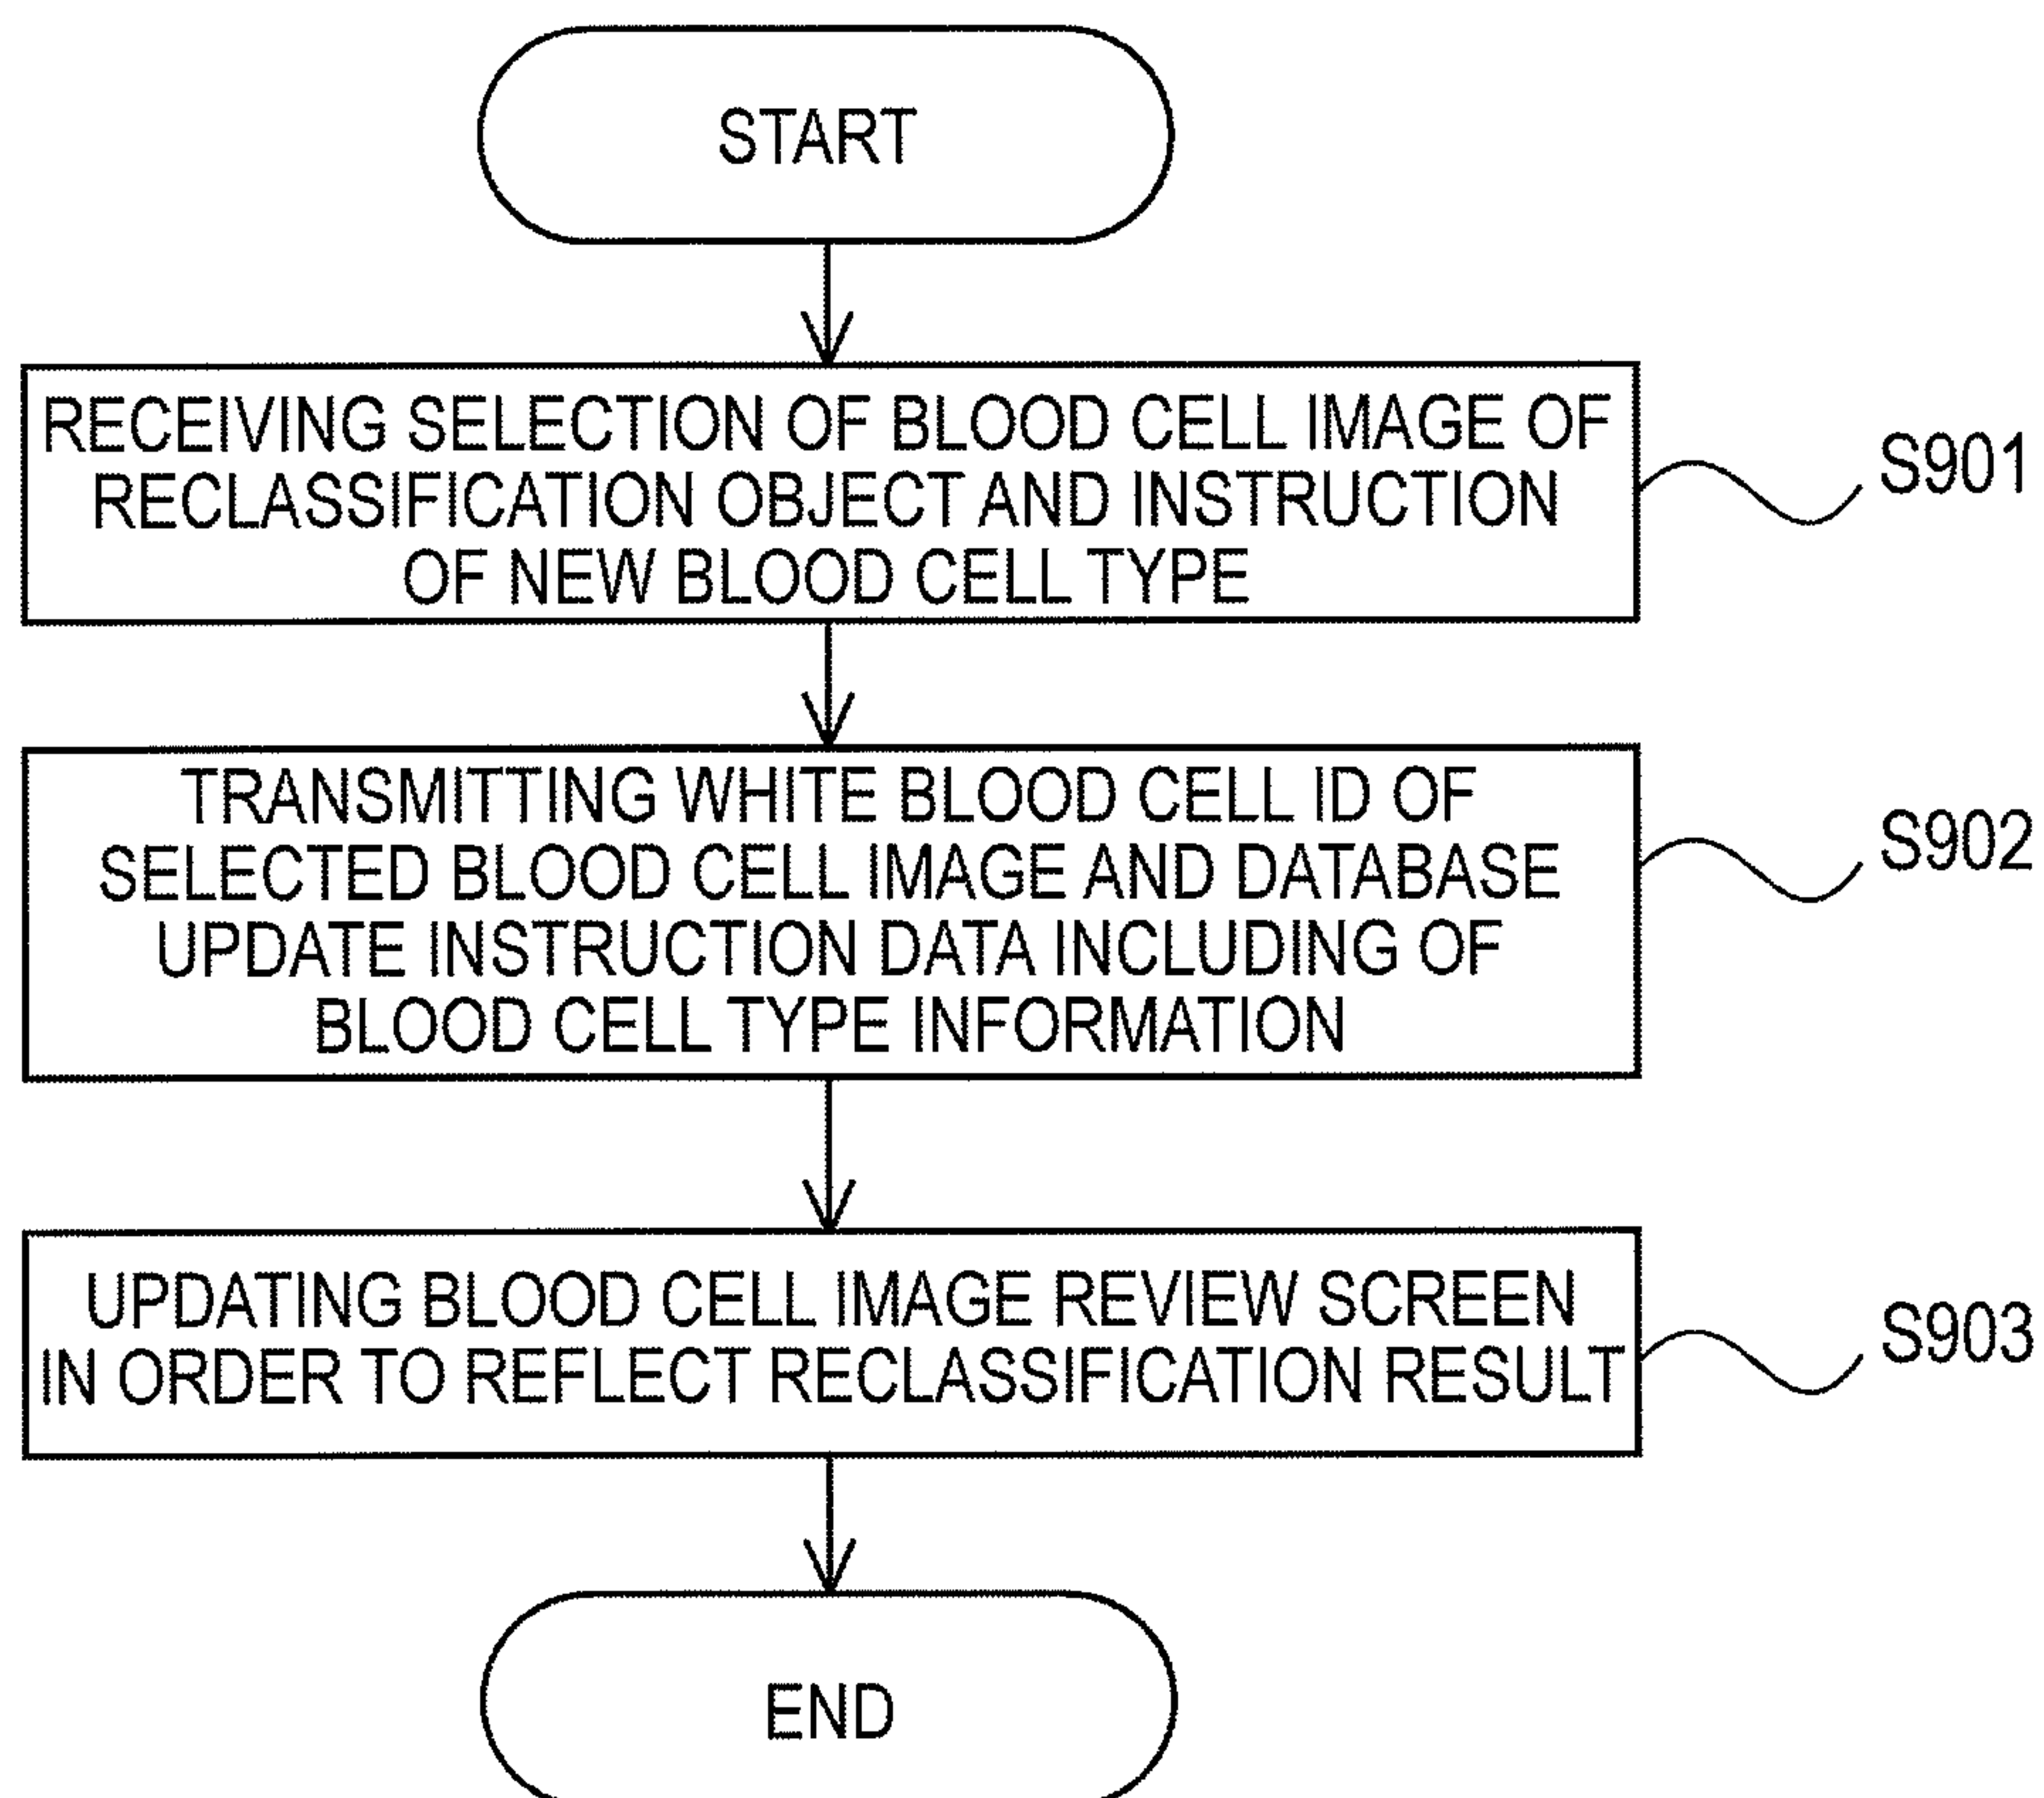 START
RECEIVING SELECTION OF BLOOD CELL IMAGE OF
RECLASSIFICATION OBJECT AND INSTRUCTION
OF NEW BLOOD CELL TYPE
S901
TRANSMITTING WHITE BLOOD CELL ID OF
SELECTED BLOOD CELL IMAGE AND DATABASE
UPDATE INSTRUCTION DATA INCLUDING OF
BLOOD CELL TYPE INFORMATION
S902
UPDATING BLOOD CELL IMAGE REVIEW SCREEN
IN ORDER TO REFLECT RECLASSIFICATION RESULT
S903
END